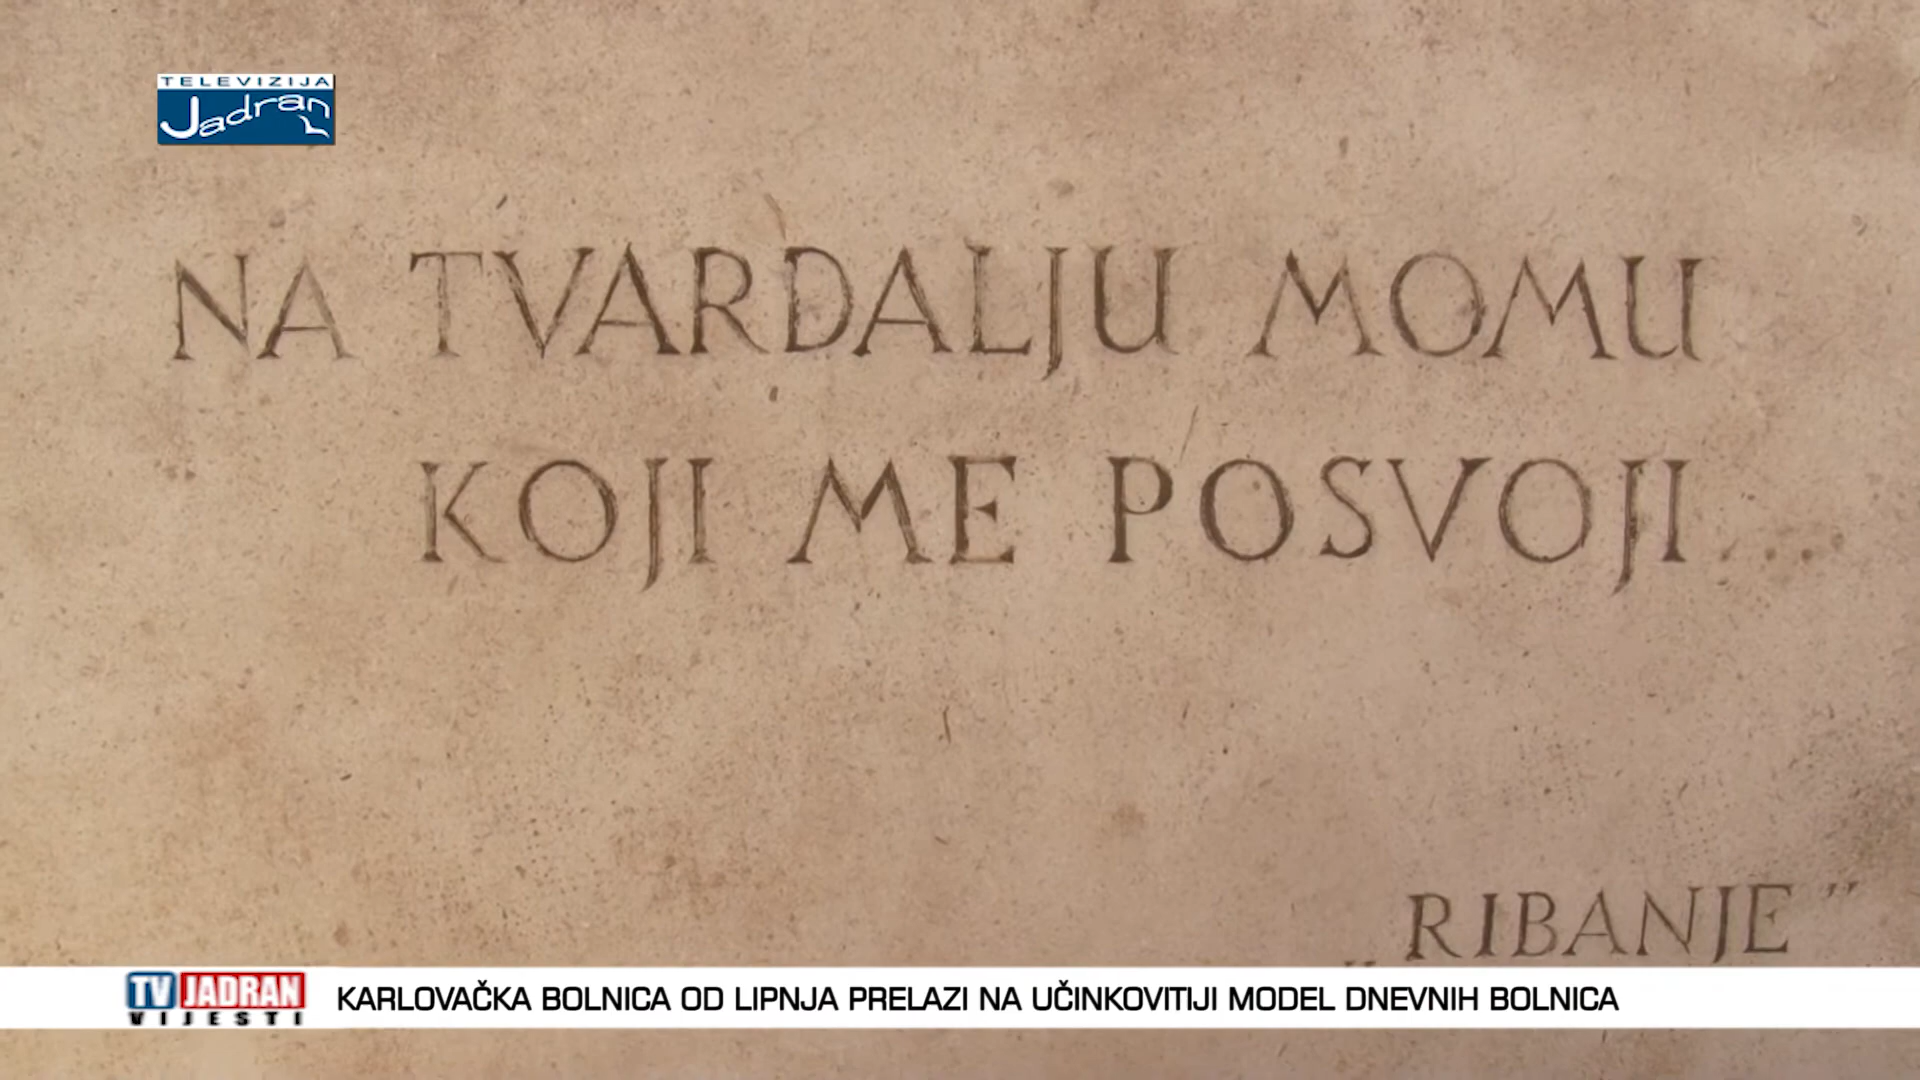 TELEVIZIJA
Jadran
NA TVARDALJU MOMU
KOJI ME POSVOJI . . .
„RIBANJE"
TV JADRAN
VIJESTI
KARLOVAČKA BOLNICA OD LIPNJA PRELAZI NA UČINKOVITIJI MODEL DNEVNIH BOLNICA